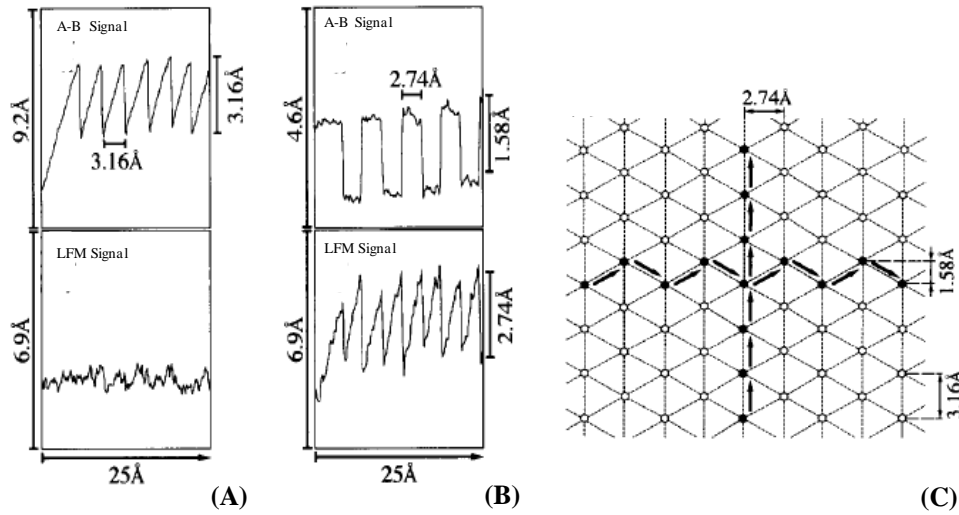 A-B Signal
9.2Å
3.16Å
3.16Å
LFM Signal
6.9Å
25Å
(A)
A-B Signal
4.6Å
2.74Å
1.58Å
LFM Signal
6.9Å
2.74Å
25Å
(B)
2.74Å
1.58Å
3.16Å
(C)